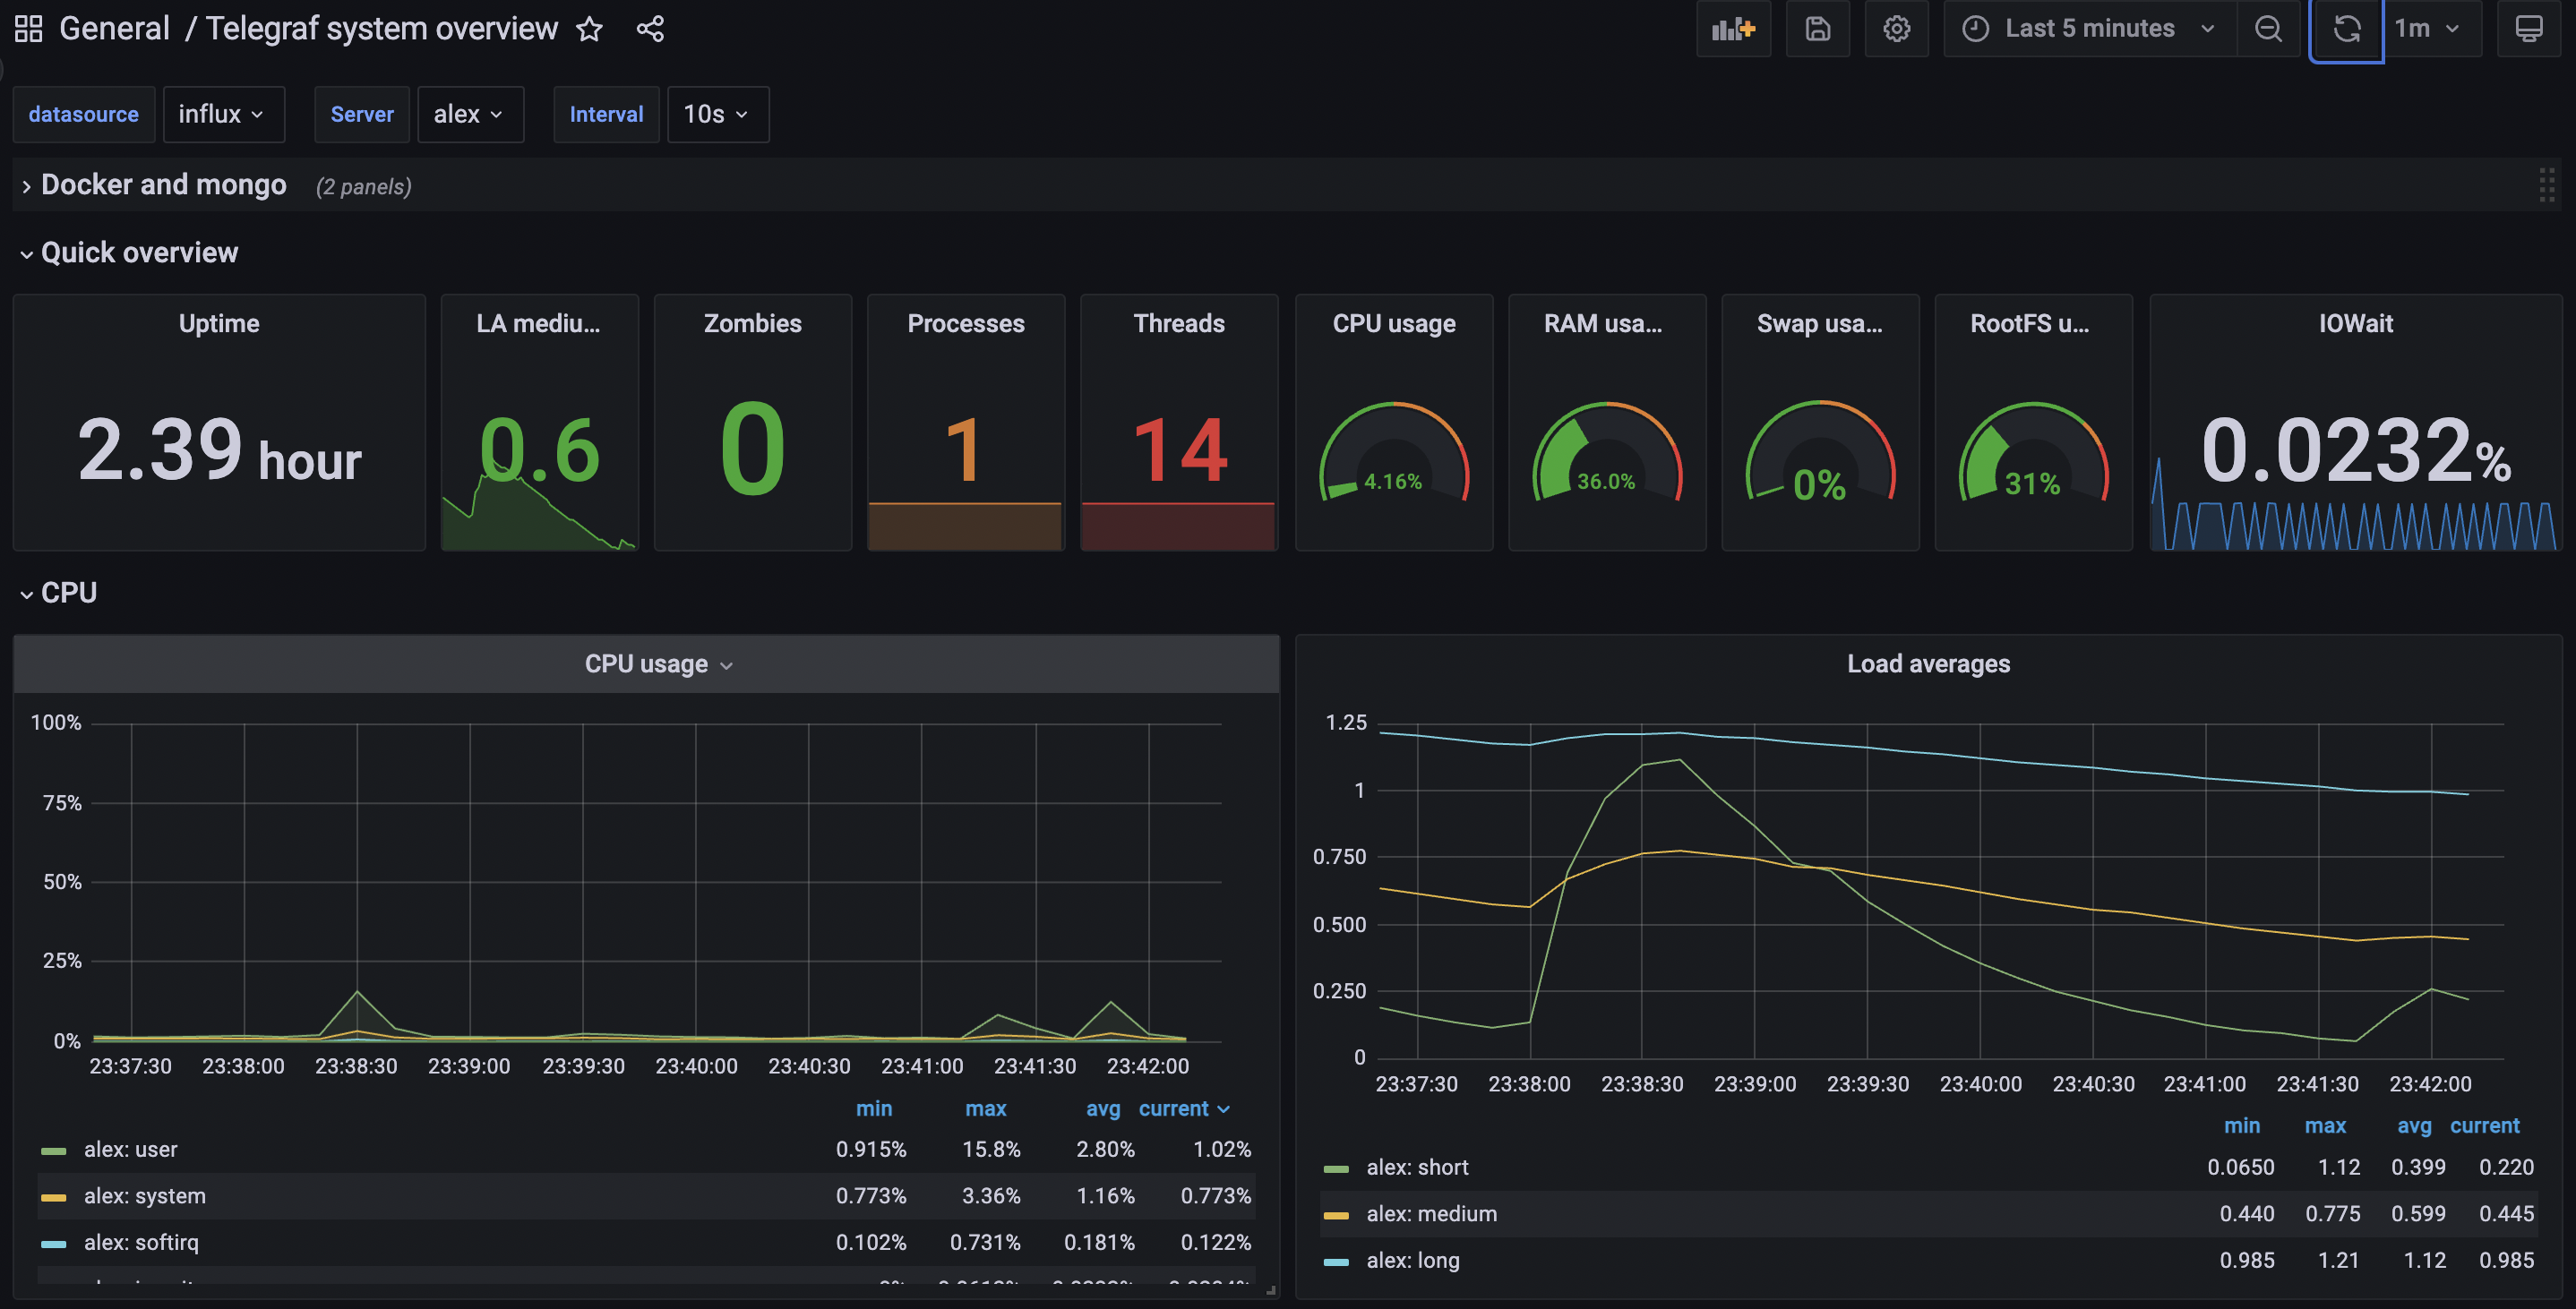 General / Telegraf system overview
Last 5 minutes
1m
datasource influx Server alex Interval 10s
Docker and mongo (2 panels)
Quick overview
Uptime
2.39 hour
LA mediu...
0.6
Zombies
0
Processes
1
Threads
14
CPU usage
4.16%
RAM usa...
36.0%
Swap usa...
0%
RootFS u...
31%
IOWait
0.0232%
CPU
CPU usage
100%
75%
50%
25%
0%
23:37:30 23:38:00 23:38:30 23:39:00 23:39:30 23:40:00 23:40:30 23:41:00 23:41:30 23:42:00
min max avg current
alex: user 0.915% 15.8% 2.80% 1.02%
alex: system 0.773% 3.36% 1.16% 0.773%
alex: softirq 0.102% 0.731% 0.181% 0.122%
Load averages
1.25
1
0.750
0.500
0.250
0
23:37:30 23:38:00 23:38:30 23:39:00 23:39:30 23:40:00 23:40:30 23:41:00 23:41:30 23:42:00
min max avg current
alex: short 0.0650 1.12 0.399 0.220
alex: medium 0.440 0.775 0.599 0.445
alex: long 0.985 1.21 1.12 0.985